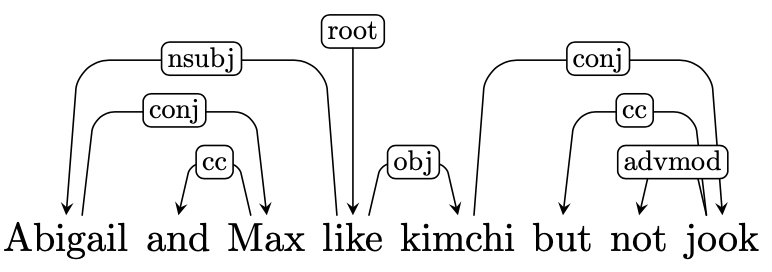 root
nsubj conj
conj cc
cc obj advmod
Abigail and Max like kimchi but not jook